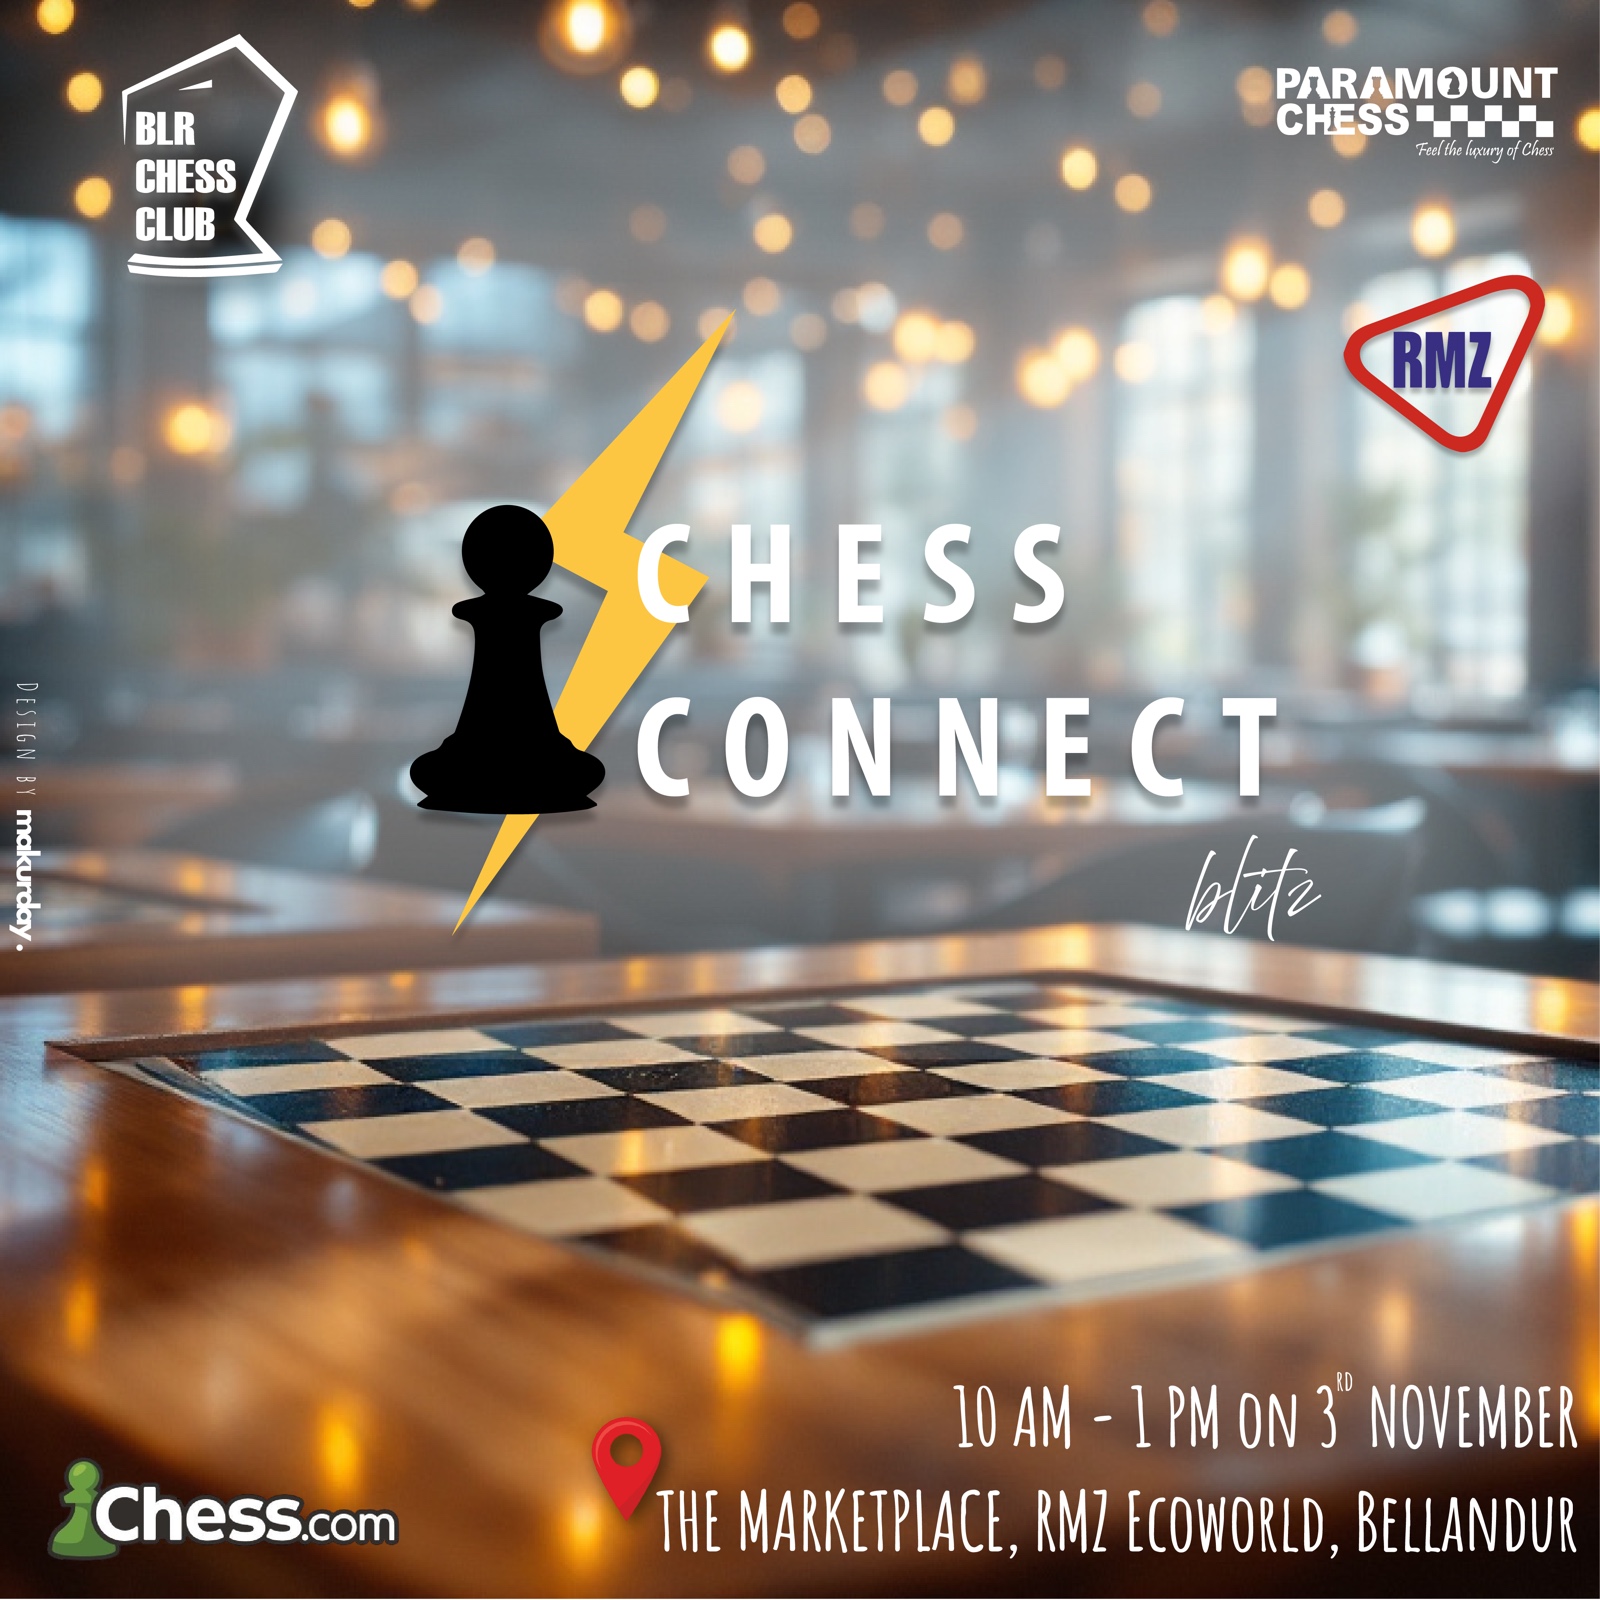 BLR
CHESS
CLUB
PARAMOUNT
CHESS
Feel the luxury of Chess
RMZ
CHESS
CONNECT
blitz
DESIGN BY makunday.
10 AM - 1 PM on 3RD NOVEMBER
THE MARKETPLACE, RMZ ECOWORLD, BELLANDUR
Chess.com